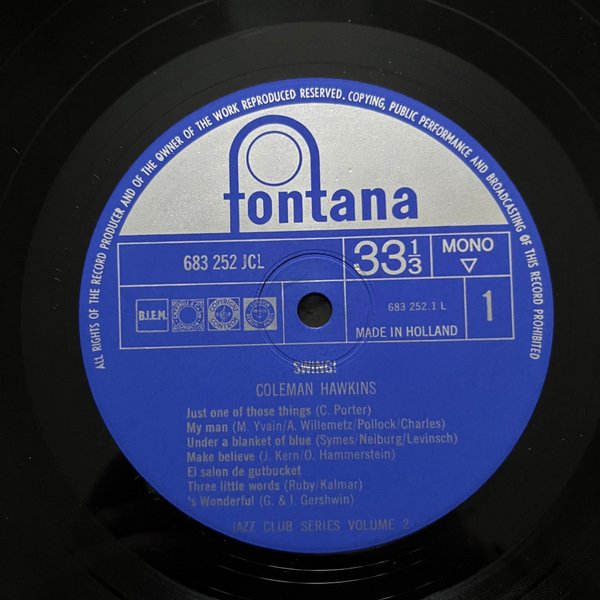 ALL RIGHTS OF THE RECORD PRODUCER AND OF THE OWNER OF THE WORK REPRODUCED RESERVED. COPYING, PUBLIC PERFORMANCE AND BROADCASTING OF THIS RECORD PROHIBITED
fontana
683 252 JCL
33 1/3
MONO
▽
B.I.E.M.
683 252.1 L
1
MADE IN HOLLAND
SWING!
COLEMAN HAWKINS
Just one of those things (C. Porter)
My man (M. Yvain/A. Willemetz/Pollock/Charles)
Under a blanket of blue (Symes/Neiburg/Levinsch)
Make believe (J. Kern/O. Hammerstein)
El salon de gutbucket
Three little words (Ruby/Kalmar)
's Wonderful (G. & I. Gershwin)
JAZZ CLUB SERIES VOLUME 2